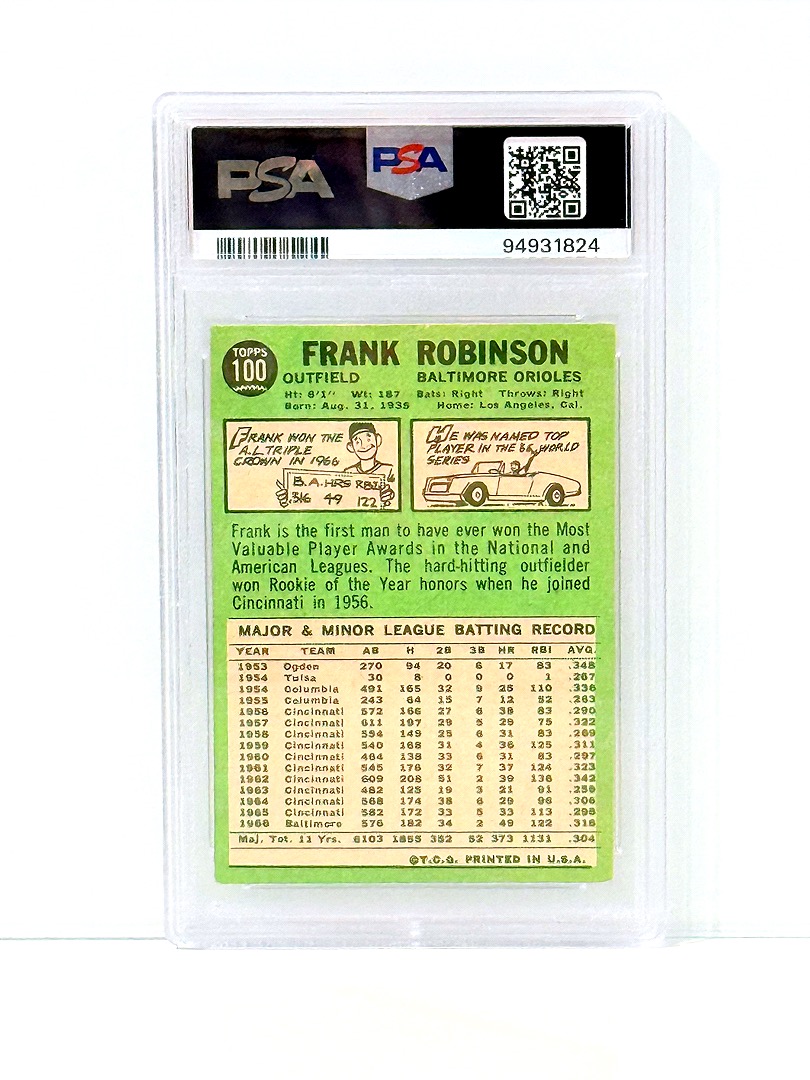 PSA
PSA
94931824
TOPPS
100
FRANK ROBINSON
OUTFIELD BALTIMORE ORIOLES
Ht: 6'1" Wt: 187 Bats: Right Throws: Right
Born: Aug. 31, 1935 Home: Los Angeles, Cal.
FRANK WON THE
A.L. TRIPLE
CROWN IN 1966
B.A. HRS RBI'S
.316 49 122
HE WAS NAMED TOP
PLAYER IN THE 66 WORLD
SERIES
Frank is the first man to have ever won the Most
Valuable Player Awards in the National and
American Leagues. The hard-hitting outfielder
won Rookie of the Year honors when he joined
Cincinnati in 1956.
MAJOR & MINOR LEAGUE BATTING RECORD
YEAR TEAM AB H 2B 3B HR RBI AVG.
1953 Ogden 270 94 20 6 17 83 .348
1954 Tulsa 30 8 0 0 0 1 .267
1954 Columbia 491 165 32 9 25 110 .336
1955 Columbia 243 64 15 7 12 52 .263
1956 Cincinnati 572 166 27 6 38 83 .290
1957 Cincinnati 611 197 29 5 29 75 .322
1958 Cincinnati 554 149 25 6 31 83 .269
1959 Cincinnati 540 168 31 4 36 125 .311
1960 Cincinnati 464 138 33 6 31 83 .297
1961 Cincinnati 545 176 32 7 37 124 .323
1962 Cincinnati 609 208 51 2 39 136 .342
1963 Cincinnati 482 125 19 3 21 91 .259
1964 Cincinnati 568 174 38 6 29 96 .306
1965 Cincinnati 582 172 33 5 33 113 .296
1966 Baltimore 576 182 34 2 49 122 .316
Maj. Tot. 11 Yrs. 6103 1855 352 52 373 1131 .304
©T.C.G. PRINTED IN U.S.A.